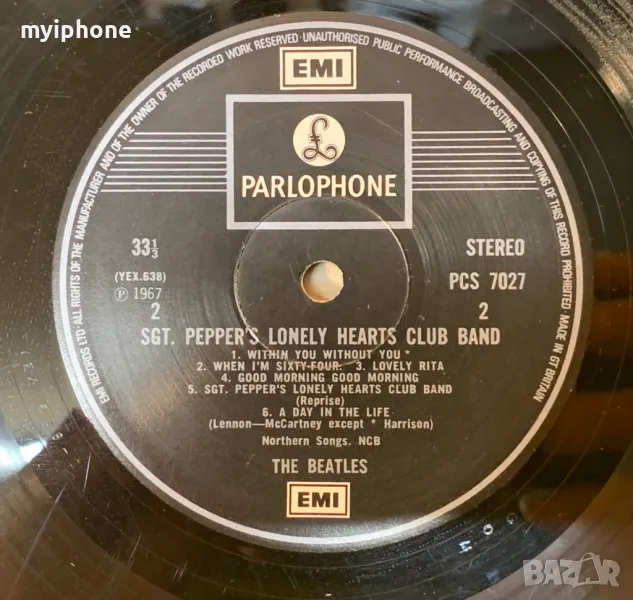 myiphone
EMI RECORDS LTD·ALL RIGHTS OF THE MANUFACTURER AND OF THE OWNER OF THE RECORDED WORK RESERVED·UNAUTHORISED PUBLIC PERFORMANCE BROADCASTING AND COPYING OF THIS RECORD PROHIBITED·MADE IN GT BRITAIN
EMI
£
PARLOPHONE
33⅓ STEREO
(YEX.638) PCS 7027
Ⓟ 1967
2 2
SGT. PEPPER'S LONELY HEARTS CLUB BAND
1. WITHIN YOU WITHOUT YOU *
2. WHEN I'M SIXTY-FOUR. 3. LOVELY RITA
4. GOOD MORNING GOOD MORNING
5. SGT. PEPPER'S LONELY HEARTS CLUB BAND
(Reprise)
6. A DAY IN THE LIFE
(Lennon—McCartney except * Harrison)
Northern Songs. NCB
THE BEATLES
EMI
BAZAR